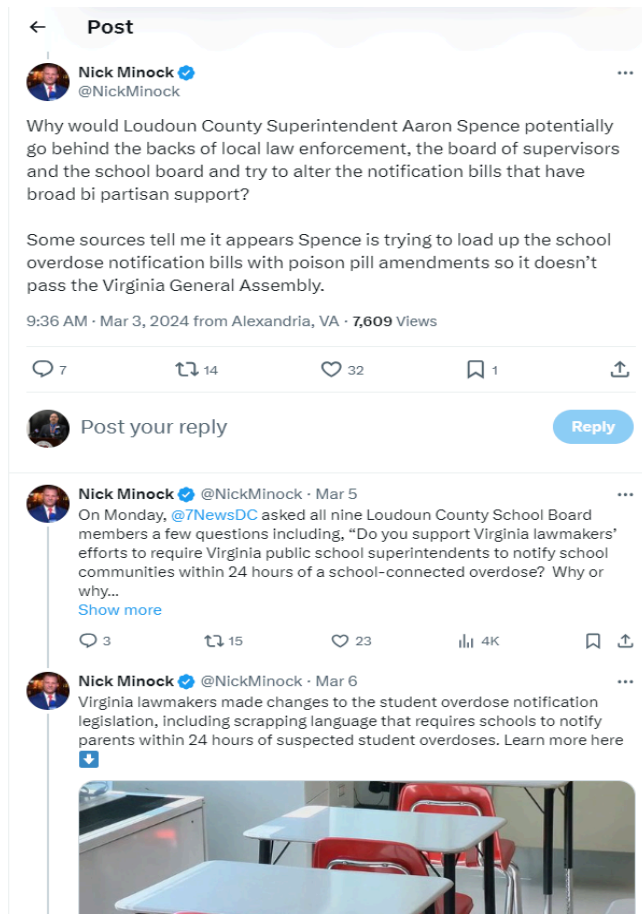 Post
Nick Minock
@NickMinock
Why would Loudoun County Superintendent Aaron Spence potentially
go behind the backs of local law enforcement, the board of supervisors
and the school board and try to alter the notification bills that have
broad bi partisan support?
Some sources tell me it appears Spence is trying to load up the school
overdose notification bills with poison pill amendments so it doesn’t
pass the Virginia General Assembly.
9:36 AM · Mar 3, 2024 from Alexandria, VA · 7,609 Views
7 14 32 1
Post your reply Reply
Nick Minock @NickMinock · Mar 5
On Monday, @7NewsDC asked all nine Loudoun County School Board
members a few questions including, “Do you support Virginia lawmakers’
efforts to require Virginia public school superintendents to notify school
communities within 24 hours of a school-connected overdose?  Why or
why...
Show more
3 15 23 4K
Nick Minock @NickMinock · Mar 6
Virginia lawmakers made changes to the student overdose notification
legislation, including scrapping language that requires schools to notify
parents within 24 hours of suspected student overdoses. Learn more here
⬇️